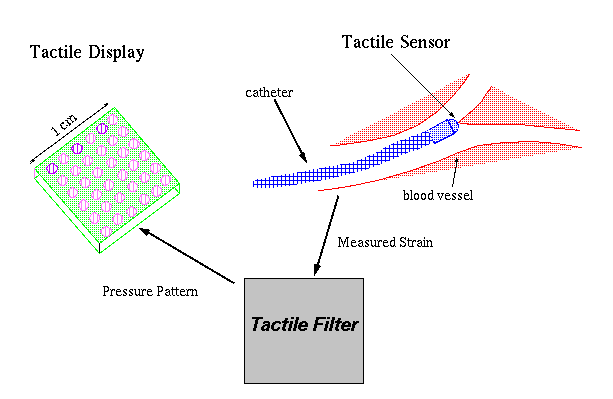 Tactile Display
Tactile Sensor
catheter
1 cm
blood vessel
Measured Strain
Pressure Pattern
Tactile Filter